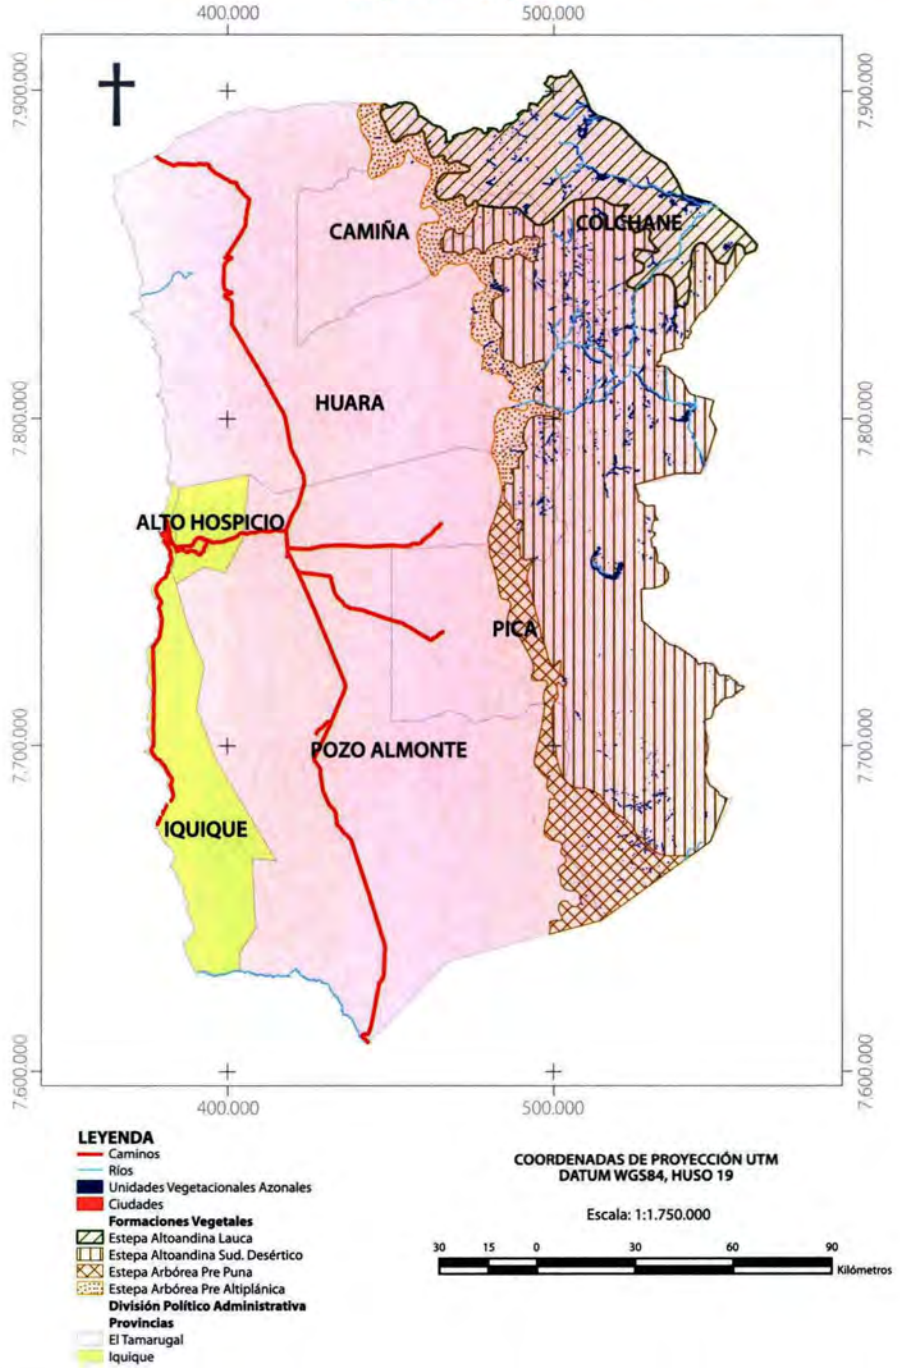 400.000
500.000
7.900.000
7.900.000
CAMIÑA
COLCHANE
HUARA
7.800.000
7.800.000
ALTO HOSPICIO
PICA
7.700.000
7.700.000
POZO ALMONTE
IQUIQUE
7.600.000
7.600.000
400.000
500.000
LEYENDA
Caminos
Ríos
Unidades Vegetacionales Azonales
Ciudades
Formaciones Vegetales
Estepa Altoandina Lauca
Estepa Altoandina Sud. Desértico
Estepa Arbórea Pre Puna
Estepa Arbórea Pre Altiplánica
División Político Administrativa
Provincias
El Tamarugal
Iquique
COORDENADAS DE PROYECCIÓN UTM
DATUM WGS84, HUSO 19
Escala: 1:1.750.000
30 15 0 30 60 90
Kilómetros